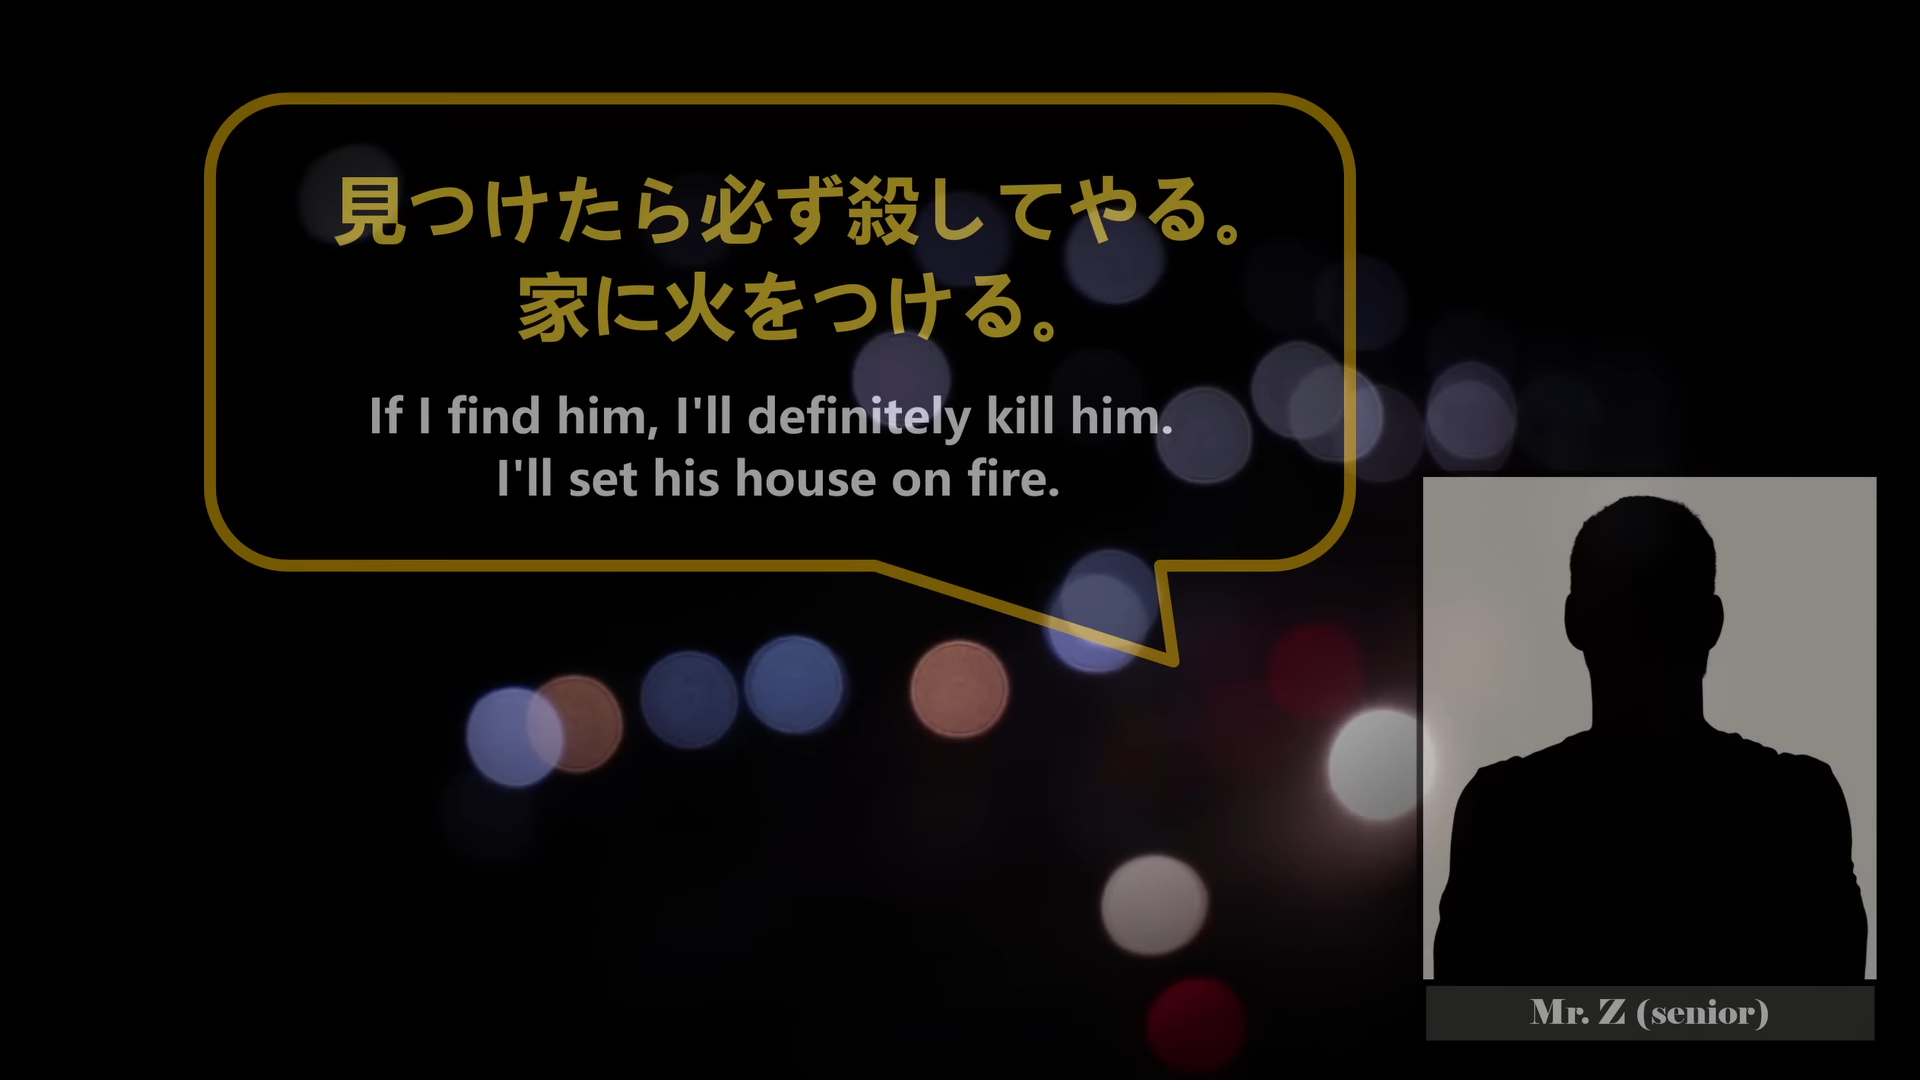 見つけたら必ず殺してやる。
家に火をつける。
If I find him, I'll definitely kill him.
I'll set his house on fire.
Mr. Z (senior)